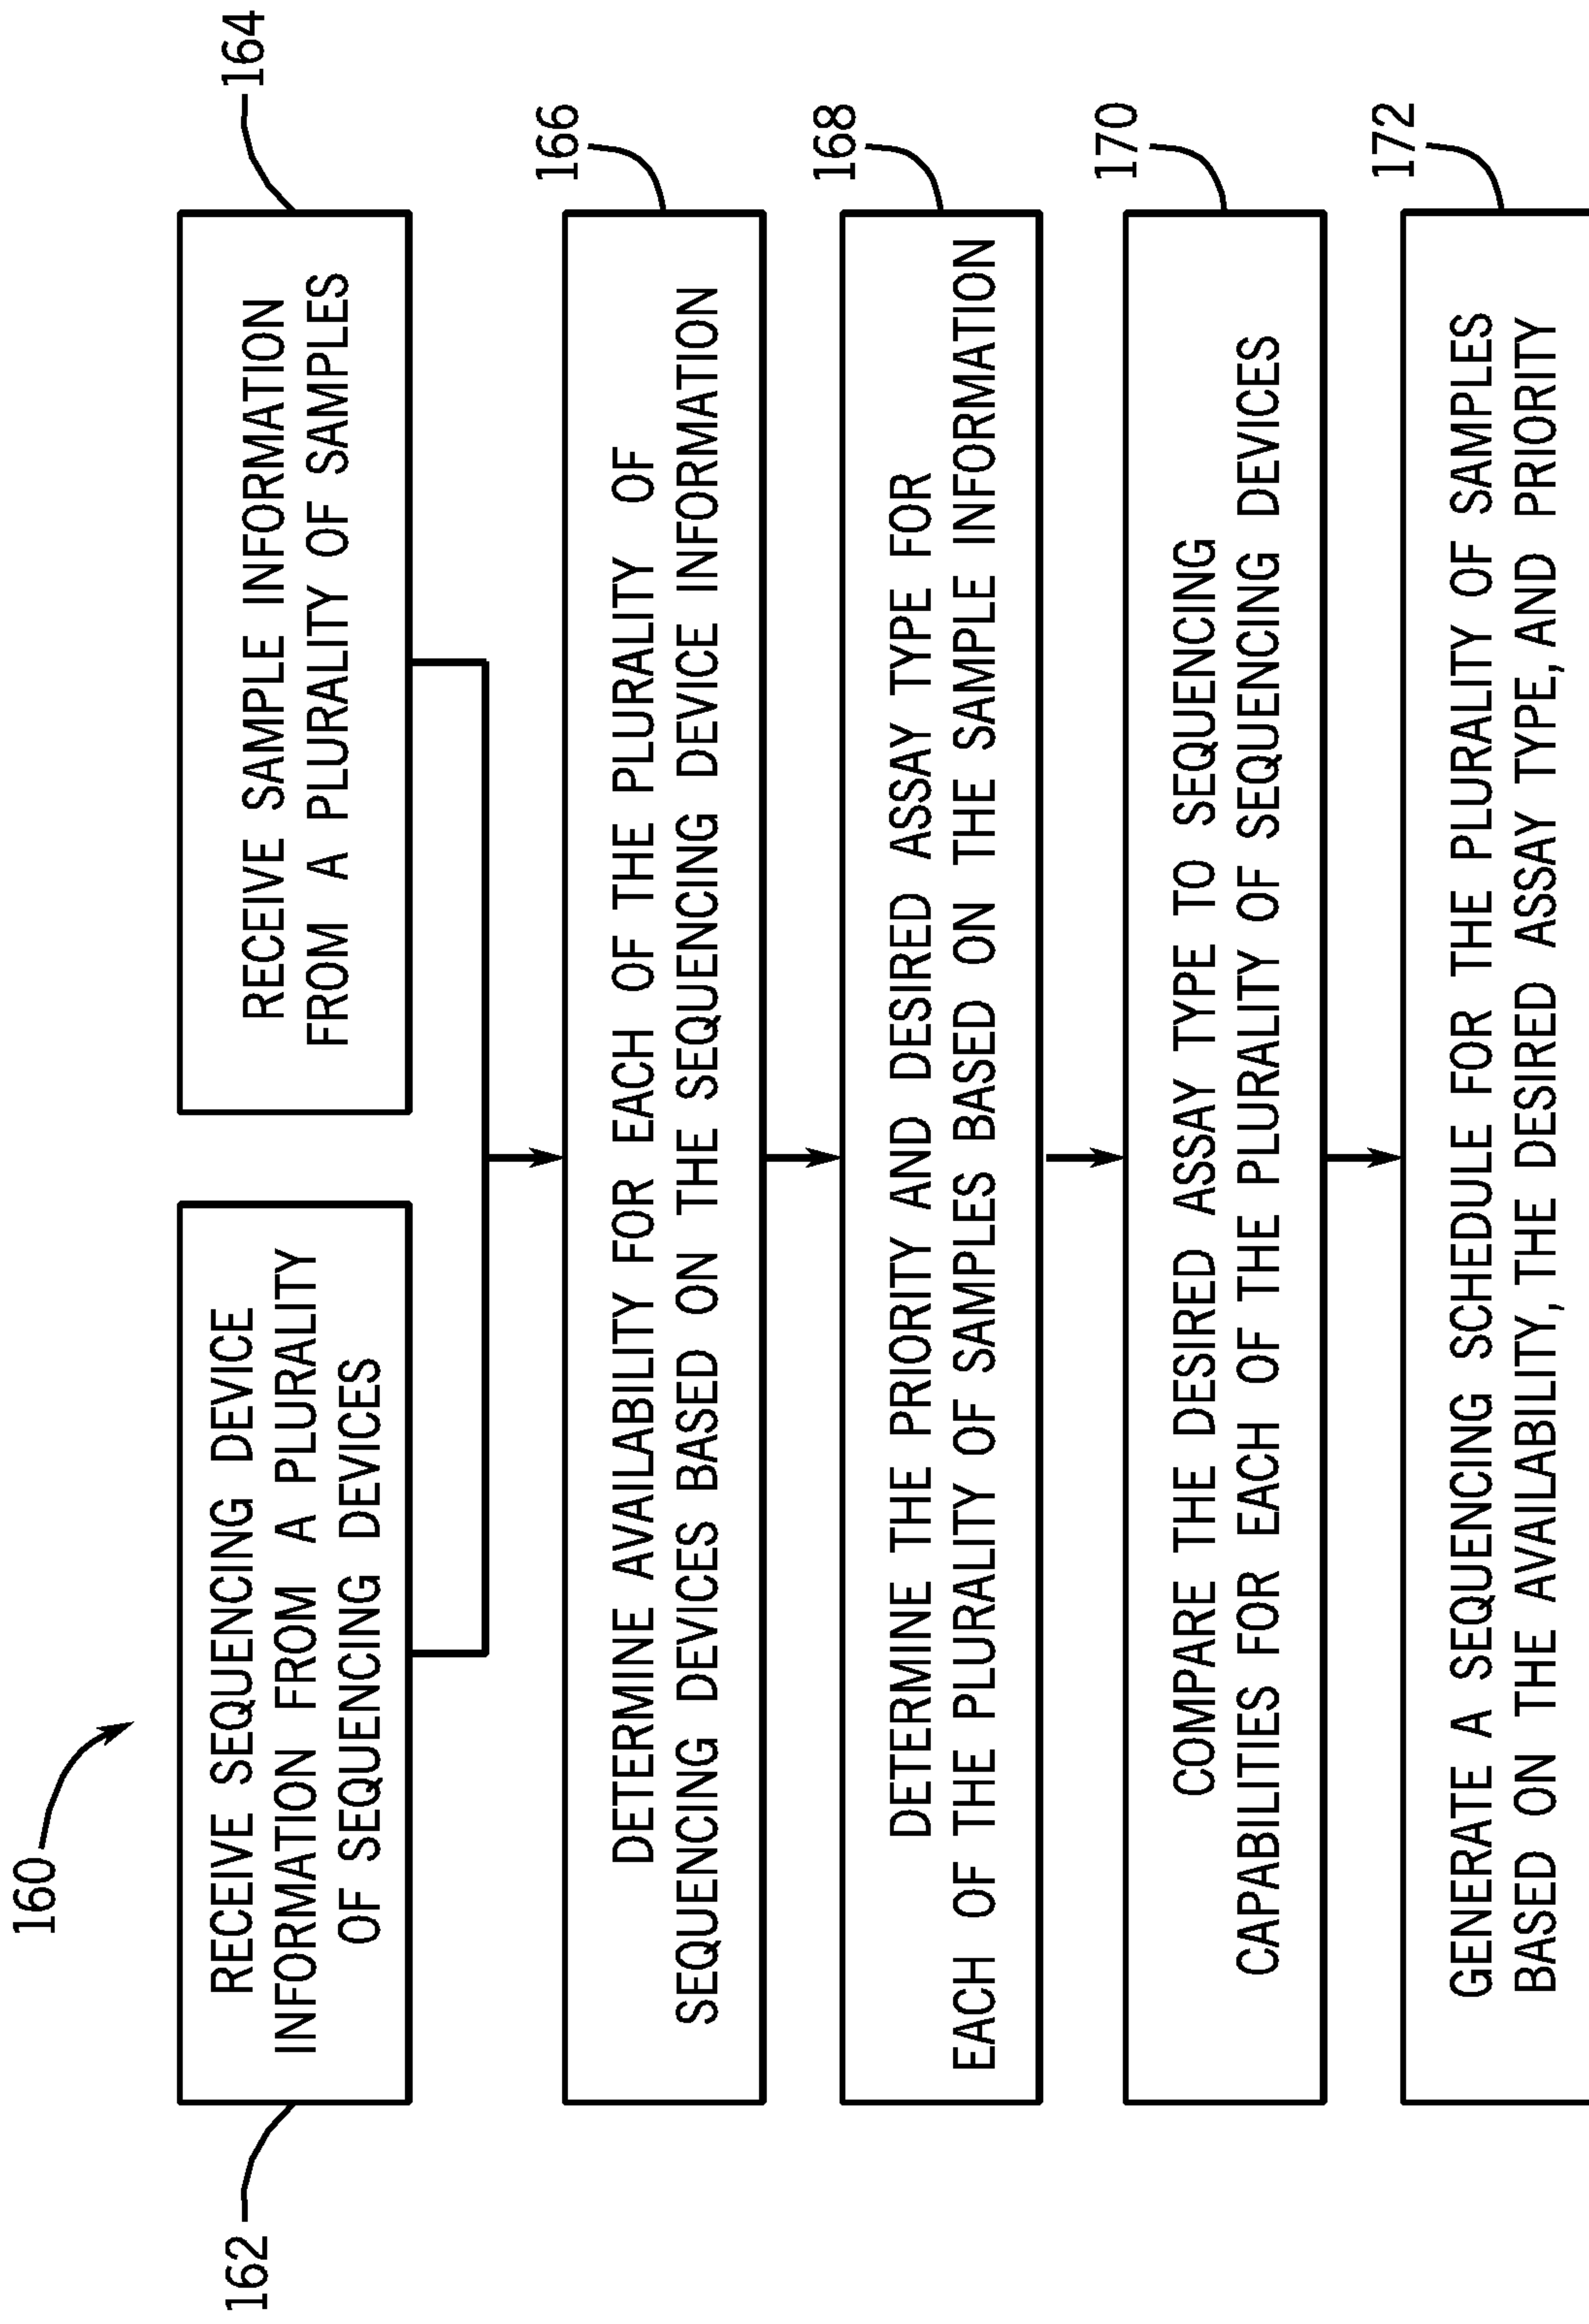 160
162
RECEIVE SEQUENCING DEVICE
INFORMATION FROM A PLURALITY
OF SEQUENCING DEVICES
164
RECEIVE SAMPLE INFORMATION
FROM A PLURALITY OF SAMPLES
166
DETERMINE AVAILABILITY FOR EACH OF THE PLURALITY OF
SEQUENCING DEVICES BASED ON THE SEQUENCING DEVICE INFORMATION
168
DETERMINE THE PRIORITY AND DESIRED ASSAY TYPE FOR
EACH OF THE PLURALITY OF SAMPLES BASED ON THE SAMPLE INFORMATION
170
COMPARE THE DESIRED ASSAY TYPE TO SEQUENCING
CAPABILITIES FOR EACH OF THE PLURALITY OF SEQUENCING DEVICES
172
GENERATE A SEQUENCING SCHEDULE FOR THE PLURALITY OF SAMPLES
BASED ON THE AVAILABILITY, THE DESIRED ASSAY TYPE, AND PRIORITY